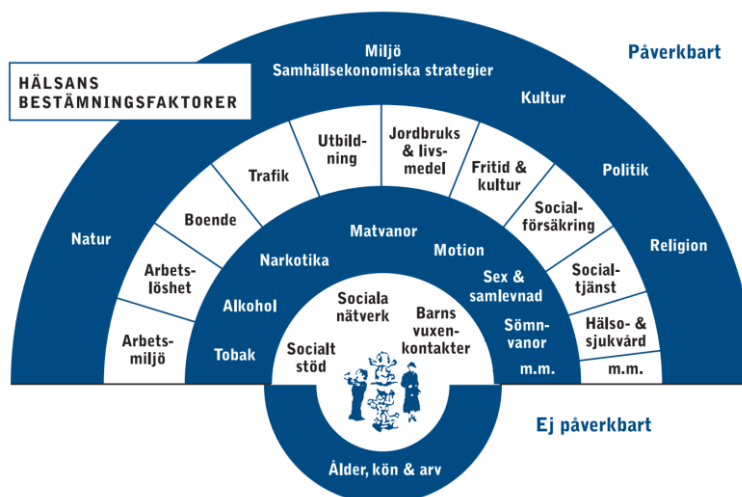 Påverkbart
HÄLSANS
BESTÄMNINGSFAKTORER
Miljö
Samhällsekonomiska strategier
Kultur
Politik
Religion
Natur
Arbets-
miljö
Arbets-
löshet
Boende
Trafik
Utbild-
ning
Jordbruks
& livs-
medel
Fritid &
kultur
Social-
försäkring
Social-
tjänst
Hälso- &
sjukvård
m.m.
Tobak
Alkohol
Narkotika
Matvanor
Motion
Sex &
samlevnad
Sömn-
vanor
m.m.
Socialt
stöd
Sociala
nätverk
Barns
vuxen-
kontakter
Ej påverkbart
Ålder, kön & arv